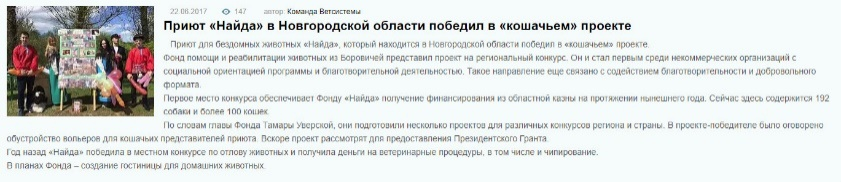 22.06.2017 147 автор Команда Ветсистемы
Приют «Найда» в Новгородской области победил в «кошачьем» проекте
Приют для бездомных животных «Найда», который находится в Новгородской области победил в «кошачьем» проекте.
Фонд помощи и реабилитации животных из Боровичей представил проект на региональный конкурс. Он и стал первым среди некоммерческих организаций с
социальной ориентацией программы и благотворительной деятельностью. Такое направление еще связано с содействием благотворительности и добровольного
формата.
Первое место конкурса обеспечивает Фонду «Найда» получение финансирования из областной казны на протяжении нынешнего года. Сейчас здесь содержится 192
собаки и более 100 кошек.
По словам главы Фонда Тамары Уверской, они подготовили несколько проектов для различных конкурсов региона и страны. В проекте-победителе было оговорено
обустройство вольеров для кошачьих представителей приюта. Вскоре проект рассмотрят для предоставления Президентского Гранта.
Год назад «Найда» победила в местном конкурсе по отлову животных и получила деньги на ветеринарные процедуры, в том числе и чипирование.
В планах Фонда – создание гостиницы для домашних животных.